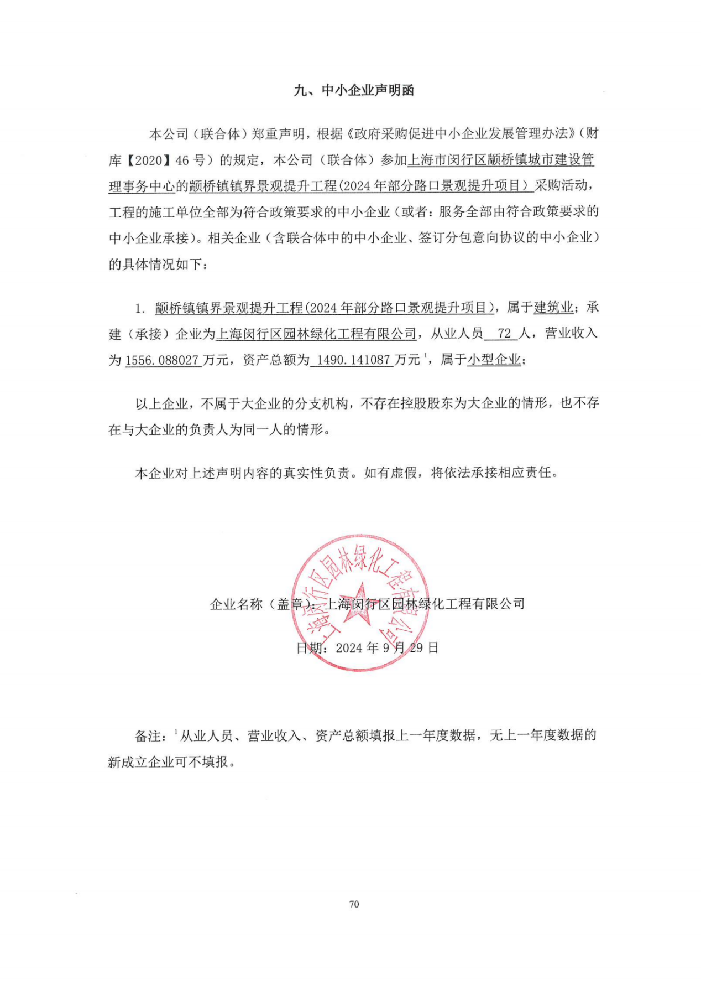 九、中小企业声明函
本公司（联合体）郑重声明，根据《政府采购促进中小企业发展管理办法》（财
库【2020】46 号）的规定，本公司（联合体）参加上海市闵行区颛桥镇城市建设管
理事务中心的颛桥镇镇界景观提升工程(2024 年部分路口景观提升项目）采购活动，
工程的施工单位全部为符合政策要求的中小企业（或者：服务全部由符合政策要求的
中小企业承接）。相关企业（含联合体中的中小企业、签订分包意向协议的中小企业）
的具体情况如下：
1. 颛桥镇镇界景观提升工程(2024 年部分路口景观提升项目)，属于建筑业；承
建（承接）企业为上海闵行区园林绿化工程有限公司，从业人员 72 人，营业收入
为 1556.088027 万元，资产总额为 1490.141087 万元¹，属于小型企业；
以上企业，不属于大企业的分支机构，不存在控股股东为大企业的情形，也不存
在与大企业的负责人为同一人的情形。
本企业对上述声明内容的真实性负责。如有虚假，将依法承接相应责任。
上海闵行区园林绿化工程有限公司
企业名称（盖章）：上海闵行区园林绿化工程有限公司
日期：2024 年 9 月 29 日
备注：¹从业人员、营业收入、资产总额填报上一年度数据，无上一年度数据的
新成立企业可不填报。
70